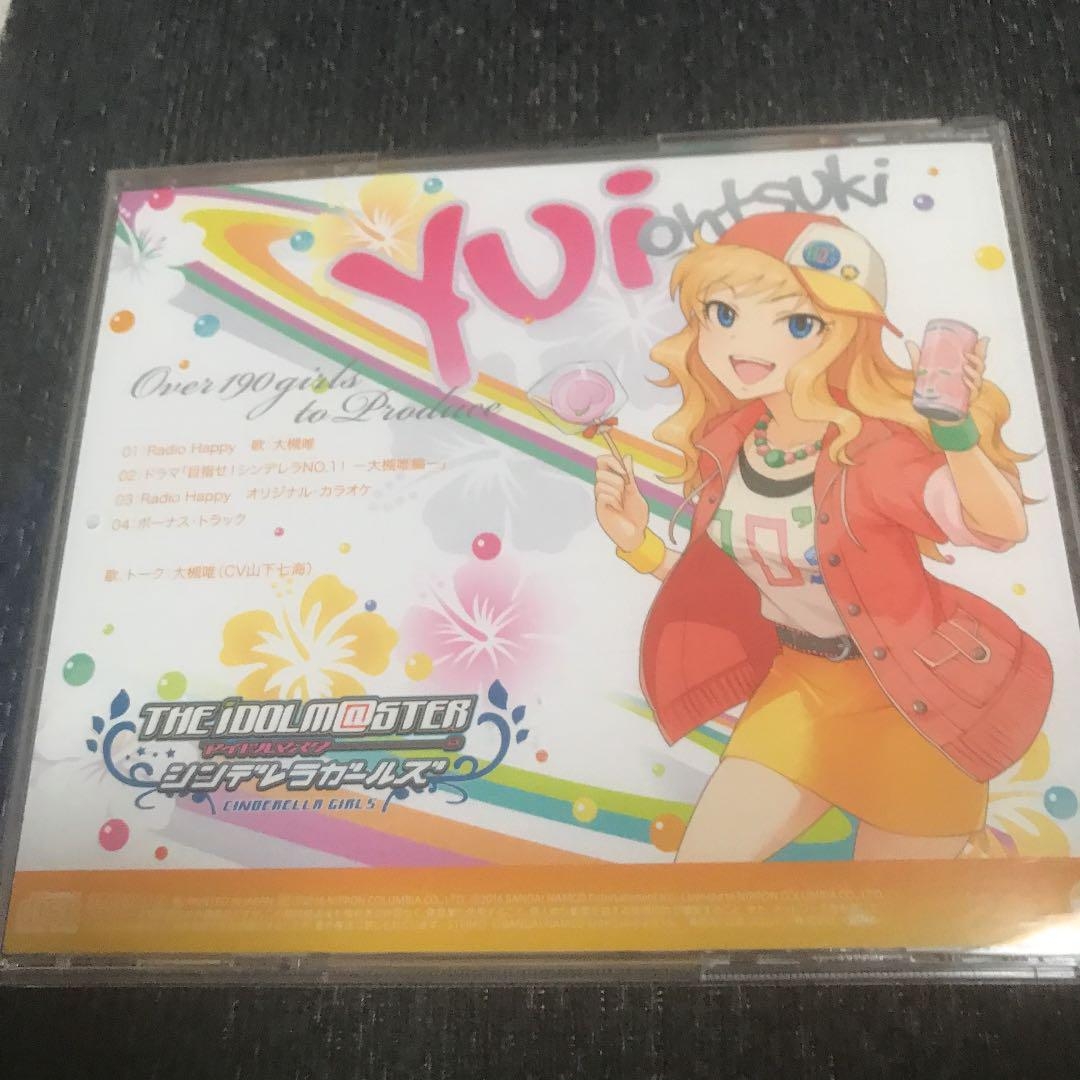 Yui
ohtsuki
Over 190 girls
to Produce
01：Radio Happy　歌：大槻唯
02：ドラマ「目指せ！シンデレラNO.1！ －大槻唯編－」
03：Radio Happy　オリジナル・カラオケ
04：ボーナス・トラック
歌、トーク：大槻唯（CV山下七海）
THE iDOLM@STER
アイドルマスター
シンデレラガールズ
CINDERELLA GIRLS
NIPPON COLUMBIA CO., LTD.